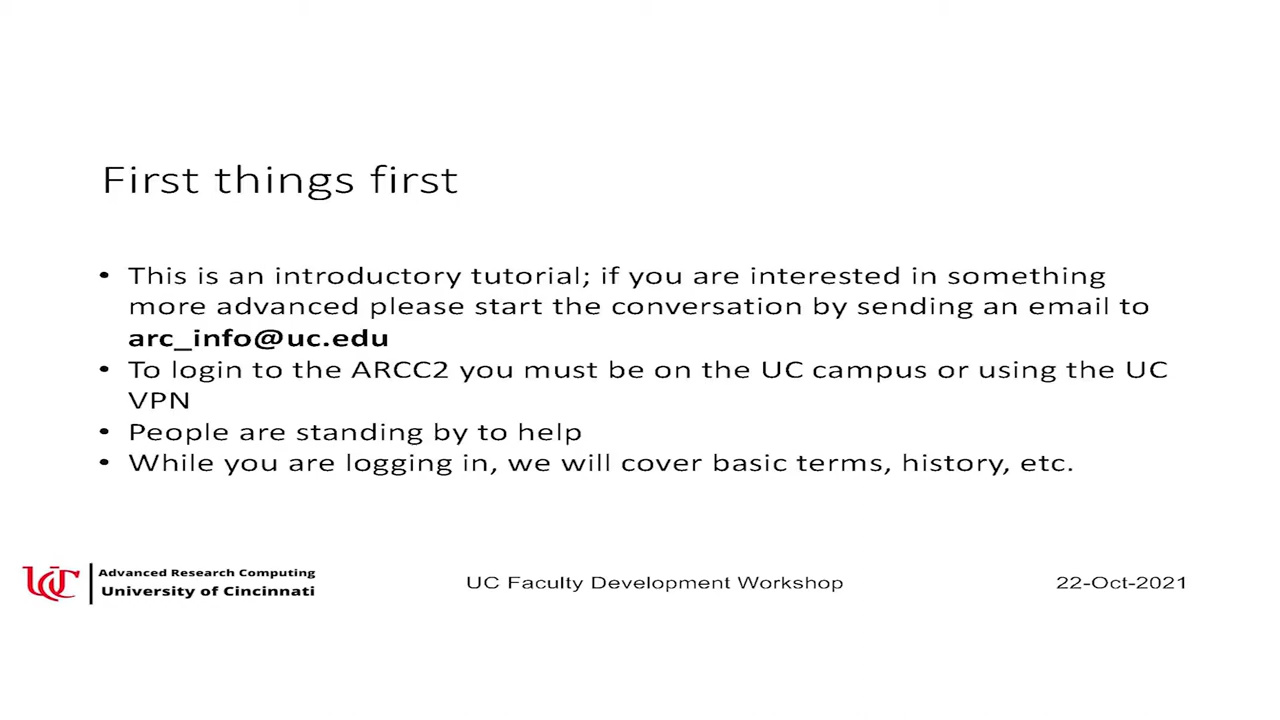 First things first
• This is an introductory tutorial; if you are interested in something
more advanced please start the conversation by sending an email to
arc_info@uc.edu
• To login to the ARCC2 you must be on the UC campus or using the UC
VPN
• People are standing by to help
• While you are logging in, we will cover basic terms, history, etc.
UC
Advanced Research Computing
University of Cincinnati
UC Faculty Development Workshop
22-Oct-2021